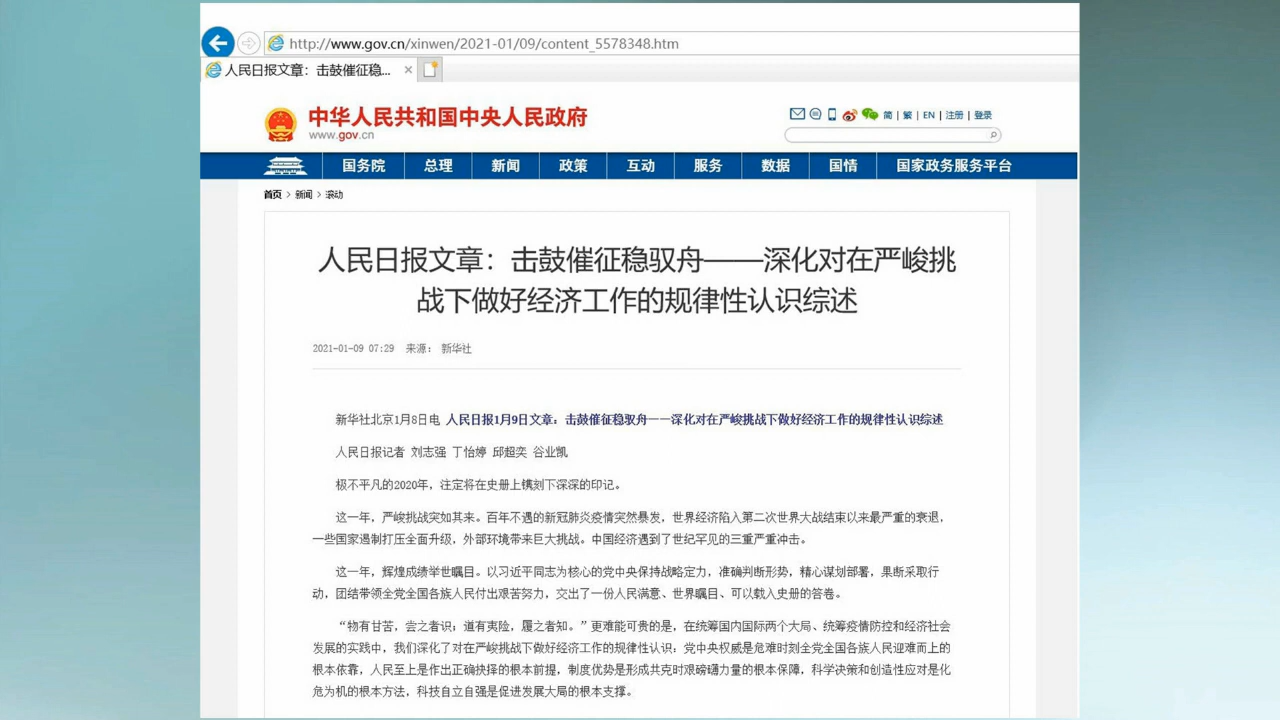 http://www.gov.cn/xinwen/2021-01/09/content_5578348.htm
人民日报文章：击鼓催征稳...
中华人民共和国中央人民政府
www.gov.cn
简 | 繁 | EN | 注册 | 登录
国务院 总理 新闻 政策 互动 服务 数据 国情 国家政务服务平台
首页 > 新闻 > 滚动
人民日报文章：击鼓催征稳驭舟——深化对在严峻挑
战下做好经济工作的规律性认识综述
2021-01-09 07:29 来源： 新华社
新华社北京1月8日电 人民日报1月9日文章：击鼓催征稳驭舟——深化对在严峻挑战下做好经济工作的规律性认识综述
人民日报记者 刘志强 丁怡婷 邱超奕 谷业凯
极不平凡的2020年，注定将在史册上镌刻下深深的印记。
这一年，严峻挑战突如其来。百年不遇的新冠肺炎疫情突然暴发，世界经济陷入第二次世界大战结束以来最严重的衰退，
一些国家遏制打压全面升级，外部环境带来巨大挑战。中国经济遇到了世纪罕见的三重严重冲击。
这一年，辉煌成绩举世瞩目。以习近平同志为核心的党中央保持战略定力，准确判断形势，精心谋划部署，果断采取行
动，团结带领全党全国各族人民付出艰苦努力，交出了一份人民满意、世界瞩目、可以载入史册的答卷。
“物有甘苦，尝之者识；道有夷险，履之者知。”更难能可贵的是，在统筹国内国际两个大局、统筹疫情防控和经济社会
发展的实践中，我们深化了对在严峻挑战下做好经济工作的规律性认识：党中央权威是危难时刻全党全国各族人民迎难而上的
根本依靠，人民至上是作出正确抉择的根本前提，制度优势是形成共克时艰磅礴力量的根本保障，科学决策和创造性应对是化
危为机的根本方法，科技自立自强是促进发展大局的根本支撑。